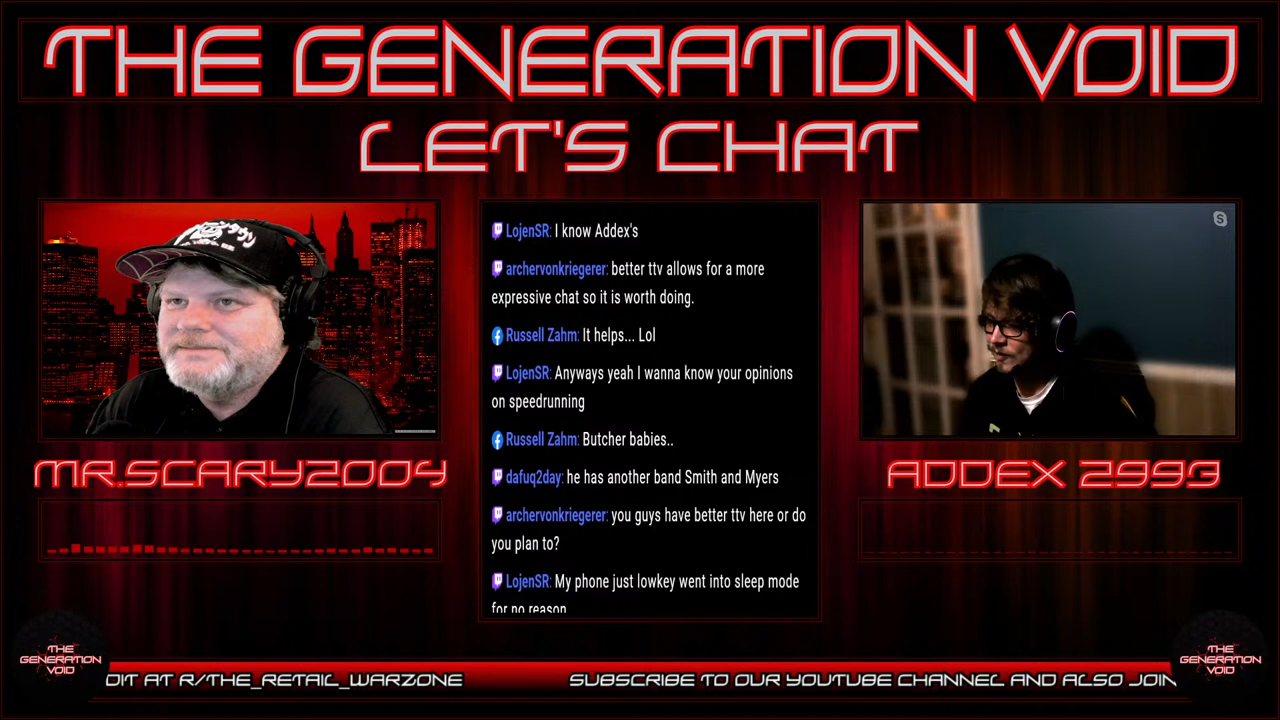 THE GENERATION VOID
LET'S CHAT
LojenSR: I know Addex's
archervonkriegerer: better ttv allows for a more
expressive chat so it is worth doing.
Russell Zahm: It helps... Lol
LojenSR: Anyways yeah I wanna know your opinions
on speedrunning
Russell Zahm: Butcher babies..
dafuq2day: he has another band Smith and Myers
archervonkriegerer: you guys have better ttv here or do
you plan to?
LojenSR: My phone just lowkey went into sleep mode
for no reason
MR.SCARY2004
ADDEX 2993
THE
GENERATION
VOID
DIT AT R/THE_RETAIL_WARZONE
SUBSCRIBE TO OUR YOUTUBE CHANNEL AND ALSO JOIN
THE
GENERATION
VOID